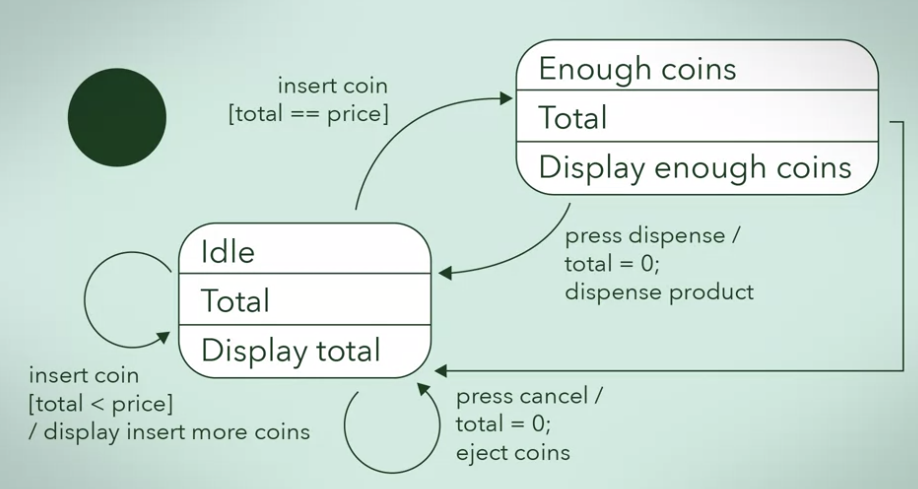 insert coin
[total == price]
Enough coins
Total
Display enough coins
Idle
Total
Display total
press dispense /
total = 0;
dispense product
insert coin
[total < price]
/ display insert more coins
press cancel /
total = 0;
eject coins